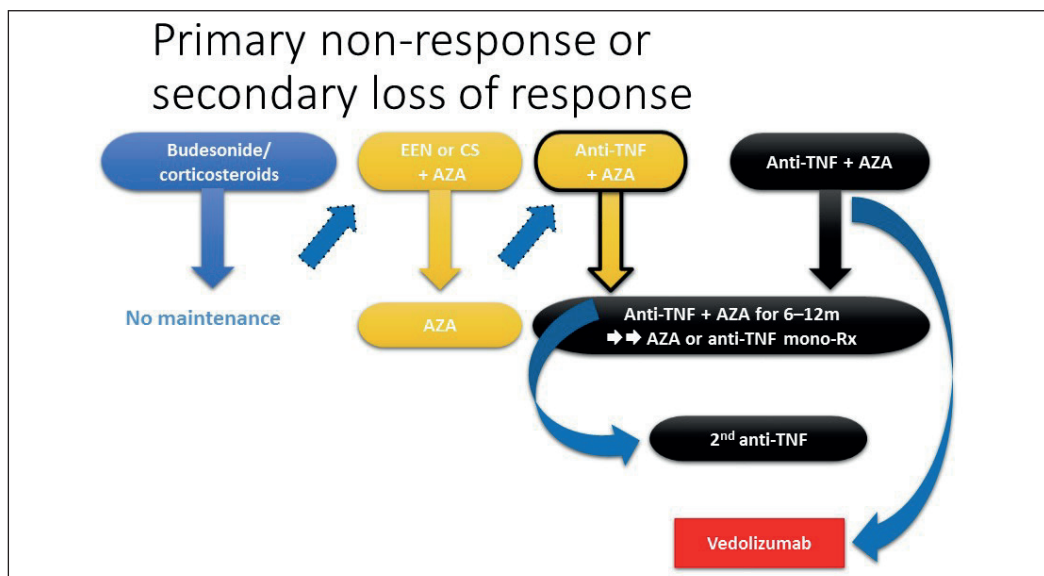 Primary non-response or
secondary loss of response
Budesonide/
corticosteroids
EEN or CS
+ AZA
Anti-TNF
+ AZA
Anti-TNF + AZA
No maintenance
AZA
Anti-TNF + AZA for 6–12m
➡➡ AZA or anti-TNF mono-Rx
2nd anti-TNF
Vedolizumab